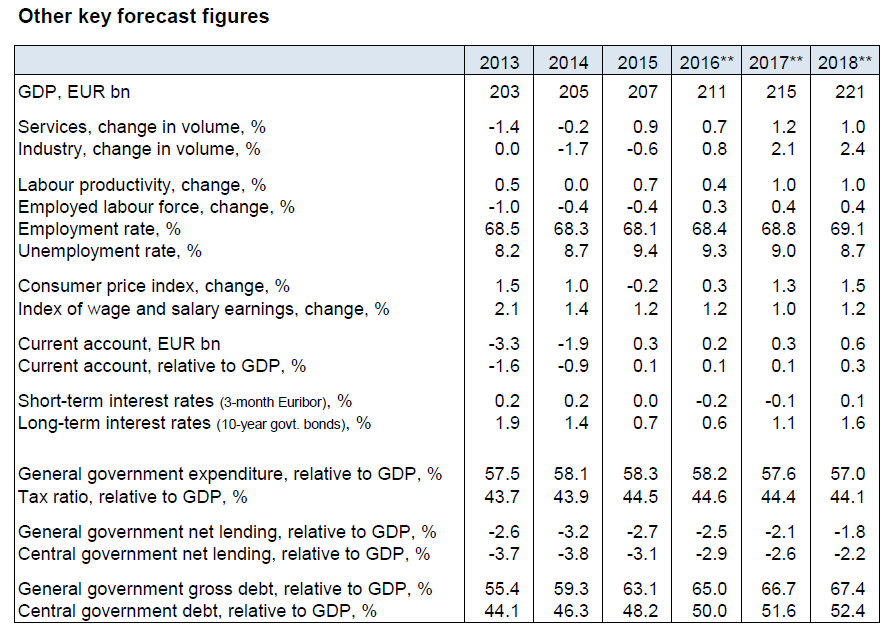 Other key forecast figures
2013 2014 2015 2016** 2017** 2018**
GDP, EUR bn 203 205 207 211 215 221
Services, change in volume, % -1.4 -0.2 0.9 0.7 1.2 1.0
Industry, change in volume, % 0.0 -1.7 -0.6 0.8 2.1 2.4
Labour productivity, change, % 0.5 0.0 0.7 0.4 1.0 1.0
Employed labour force, change, % -1.0 -0.4 -0.4 0.3 0.4 0.4
Employment rate, % 68.5 68.3 68.1 68.4 68.8 69.1
Unemployment rate, % 8.2 8.7 9.4 9.3 9.0 8.7
Consumer price index, change, % 1.5 1.0 -0.2 0.3 1.3 1.5
Index of wage and salary earnings, change, % 2.1 1.4 1.2 1.2 1.0 1.2
Current account, EUR bn -3.3 -1.9 0.3 0.2 0.3 0.6
Current account, relative to GDP, % -1.6 -0.9 0.1 0.1 0.1 0.3
Short-term interest rates (3-month Euribor), % 0.2 0.2 0.0 -0.2 -0.1 0.1
Long-term interest rates (10-year govt. bonds), % 1.9 1.4 0.7 0.6 1.1 1.6
General government expenditure, relative to GDP, % 57.5 58.1 58.3 58.2 57.6 57.0
Tax ratio, relative to GDP, % 43.7 43.9 44.5 44.6 44.4 44.1
General government net lending, relative to GDP, % -2.6 -3.2 -2.7 -2.5 -2.1 -1.8
Central government net lending, relative to GDP, % -3.7 -3.8 -3.1 -2.9 -2.6 -2.2
General government gross debt, relative to GDP, % 55.4 59.3 63.1 65.0 66.7 67.4
Central government debt, relative to GDP, % 44.1 46.3 48.2 50.0 51.6 52.4